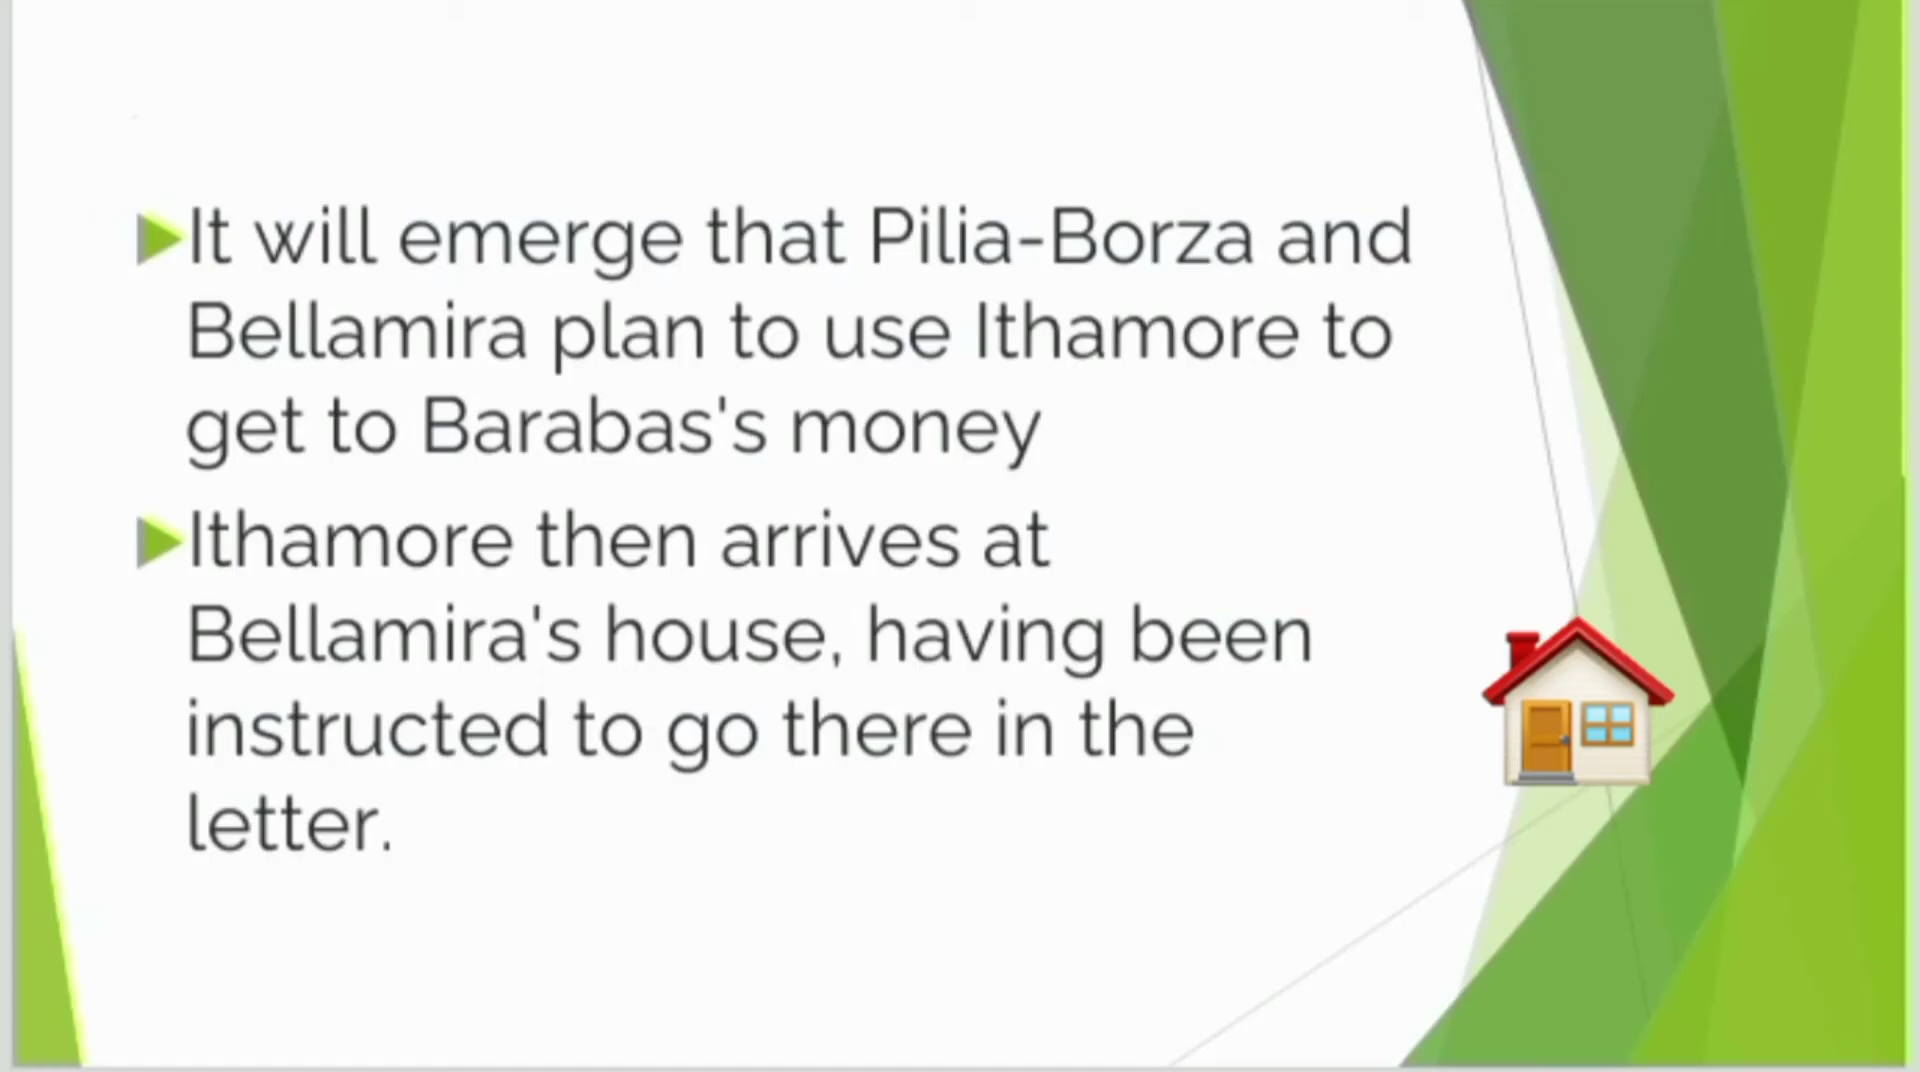 It will emerge that Pilia-Borza and
Bellamira plan to use Ithamore to
get to Barabas's money
Ithamore then arrives at
Bellamira's house, having been
instructed to go there in the
letter.